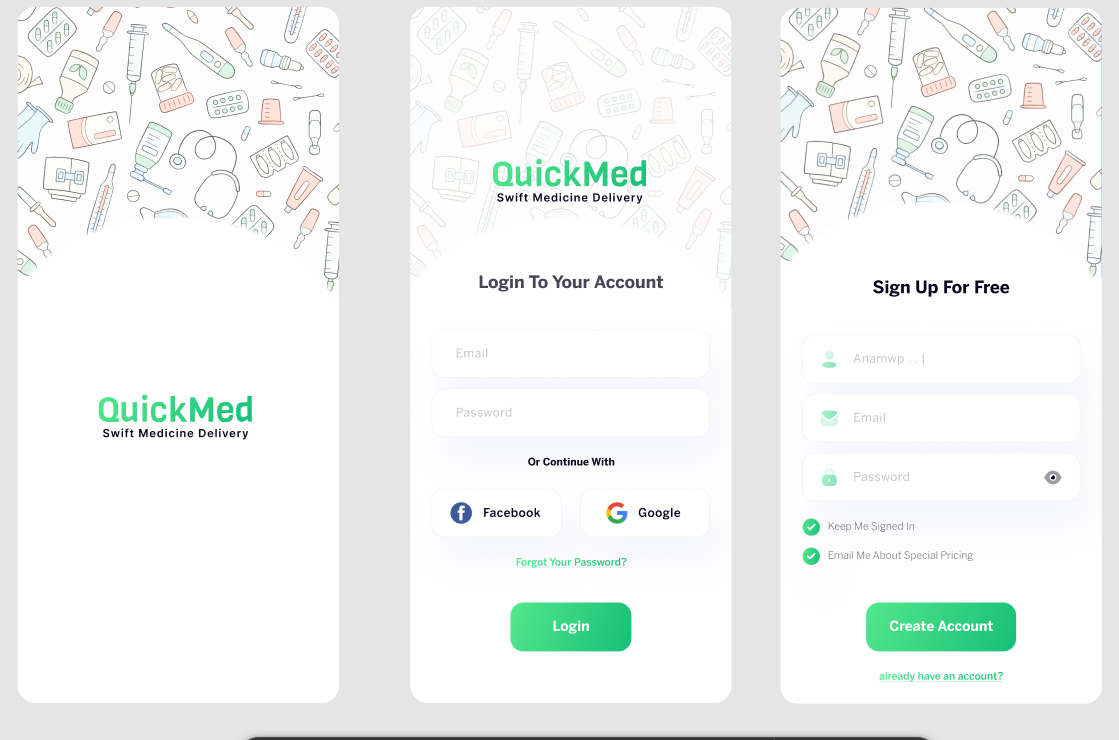 QuickMed
Swift Medicine Delivery
QuickMed
Swift Medicine Delivery
Login To Your Account
Email
Password
Or Continue With
Facebook
Google
Forgot Your Password?
Login
Sign Up For Free
Anamwp . . |
Email
Password
Keep Me Signed In
Email Me About Special Pricing
Create Account
already have an account?